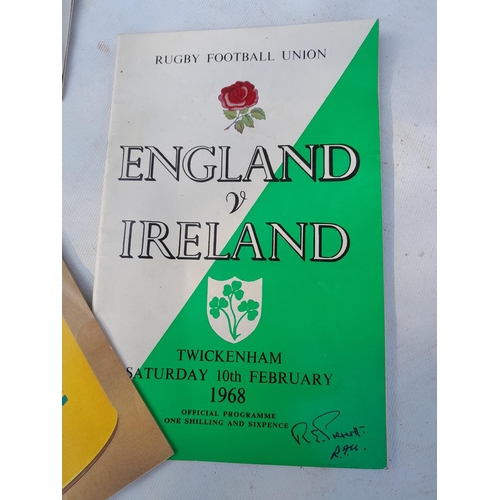 RUGBY FOOTBALL UNION
ENGLAND
v
IRELAND
TWICKENHAM
SATURDAY 10th FEBRUARY
1968
OFFICIAL PROGRAMME
ONE SHILLING AND SIXPENCE